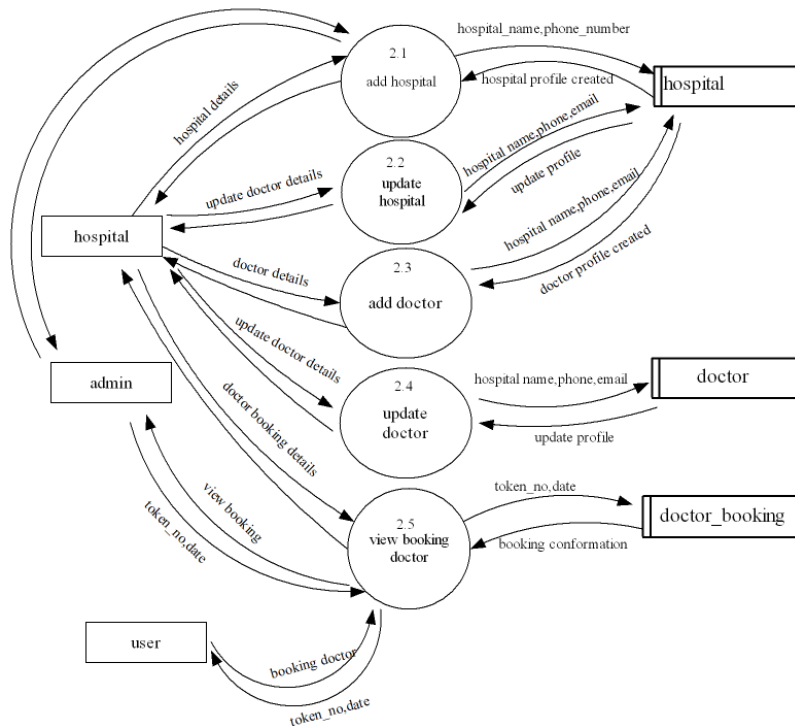 2.1
add hospital
hospital_name,phone_number
hospital profile created
hospital
hospital details
2.2
update
hospital
hospital name,phone,email
update profile
update doctor details
hospital
2.3
add doctor
hospital name,phone,email
doctor profile created
doctor details
update doctor details
admin
2.4
update
doctor
hospital name,phone,email
update profile
doctor
doctor booking details
view booking
token_no,date
2.5
view booking
doctor
token_no,date
booking conformation
doctor_booking
user
booking doctor
token_no,date